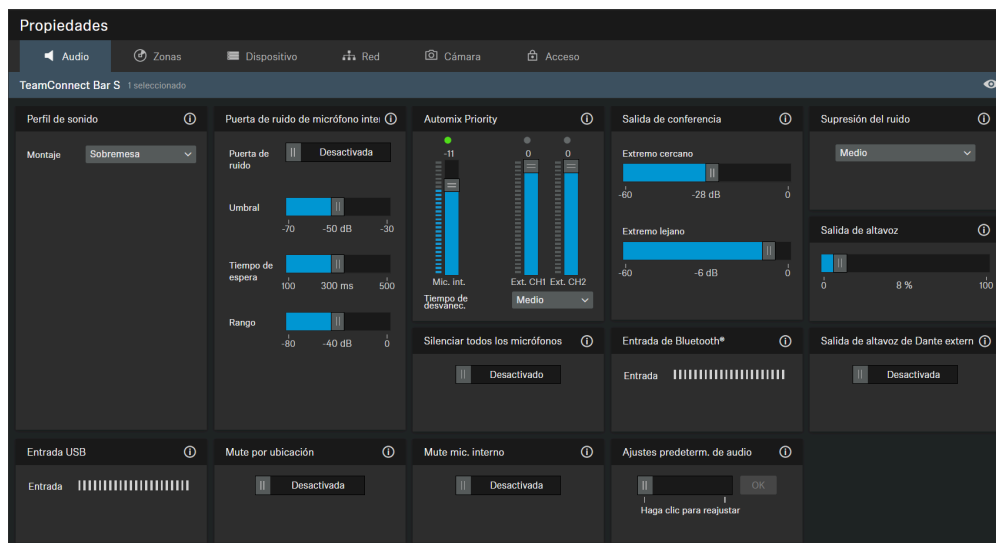 Propiedades
Audio
Zonas
Dispositivo
Red
Cámara
Acceso
TeamConnect Bar S 1 seleccionado
Perfil de sonido
Montaje
Sobremesa
Puerta de ruido de micrófono inter
Puerta de
ruido
Desactivada
Umbral
-70 -50 dB -30
Tiempo de
espera
100 300 ms 500
Rango
-80 -40 dB 0
Automix Priority
-11 0 0
Mic. int. Ext. CH1 Ext. CH2
Tiempo de
desvanec.
Medio
Salida de conferencia
Extremo cercano
-60 -28 dB 0
Extremo lejano
-60 -6 dB 0
Supresión del ruido
Medio
Salida de altavoz
0 8 % 100
Silenciar todos los micrófonos
Desactivado
Entrada de Bluetooth®
Entrada
Salida de altavoz de Dante extern
Desactivada
Entrada USB
Entrada
Mute por ubicación
Desactivada
Mute mic. interno
Desactivada
Ajustes predeterm. de audio
OK
Haga clic para reajustar